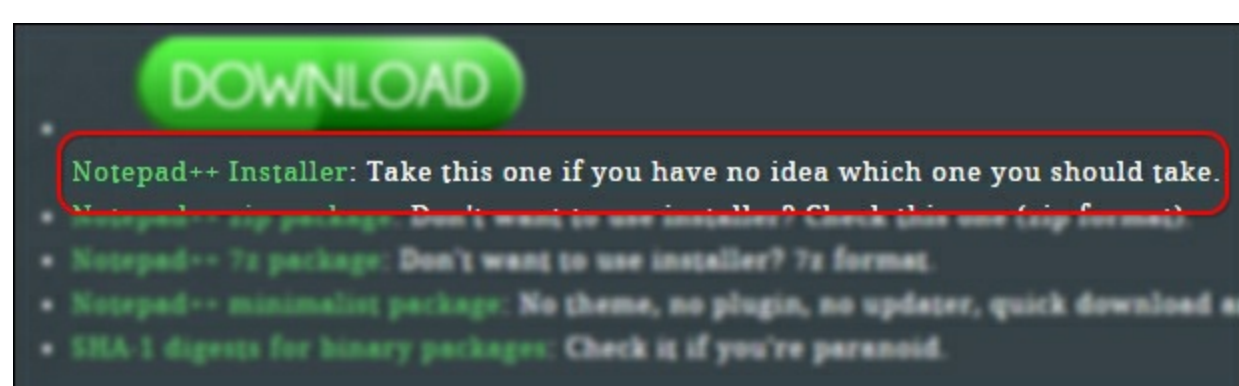 DOWNLOAD
Notepad++ Installer: Take this one if you have no idea which one you should take.
Notepad++ zip package: Don't want to use installer? Check this one (zip format).
Notepad++ 7z package: Don't want to use installer? 7z format.
Notepad++ minimalist package: No theme, no plugin, no updater, quick download
SHA-1 digests for binary packages: Check it if you're paranoid.